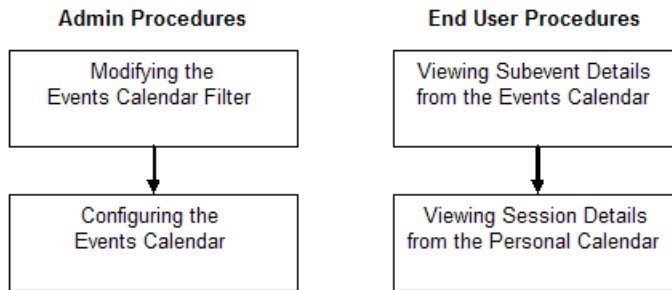 Admin Procedures
Modifying the
Events Calendar Filter
Configuring the
Events Calendar
End User Procedures
Viewing Subevent Details
from the Events Calendar
Viewing Session Details
from the Personal Calendar